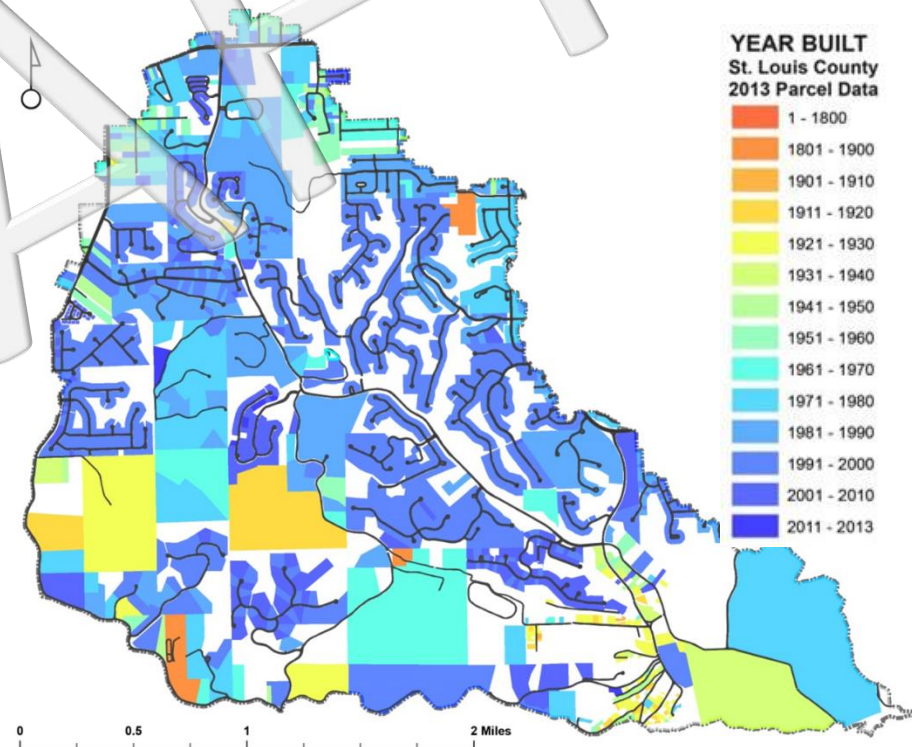 YEAR BUILT
St. Louis County
2013 Parcel Data
1 - 1800
1801 - 1900
1901 - 1910
1911 - 1920
1921 - 1930
1931 - 1940
1941 - 1950
1951 - 1960
1961 - 1970
1971 - 1980
1981 - 1990
1991 - 2000
2001 - 2010
2011 - 2013
0 0.5 1 2 Miles